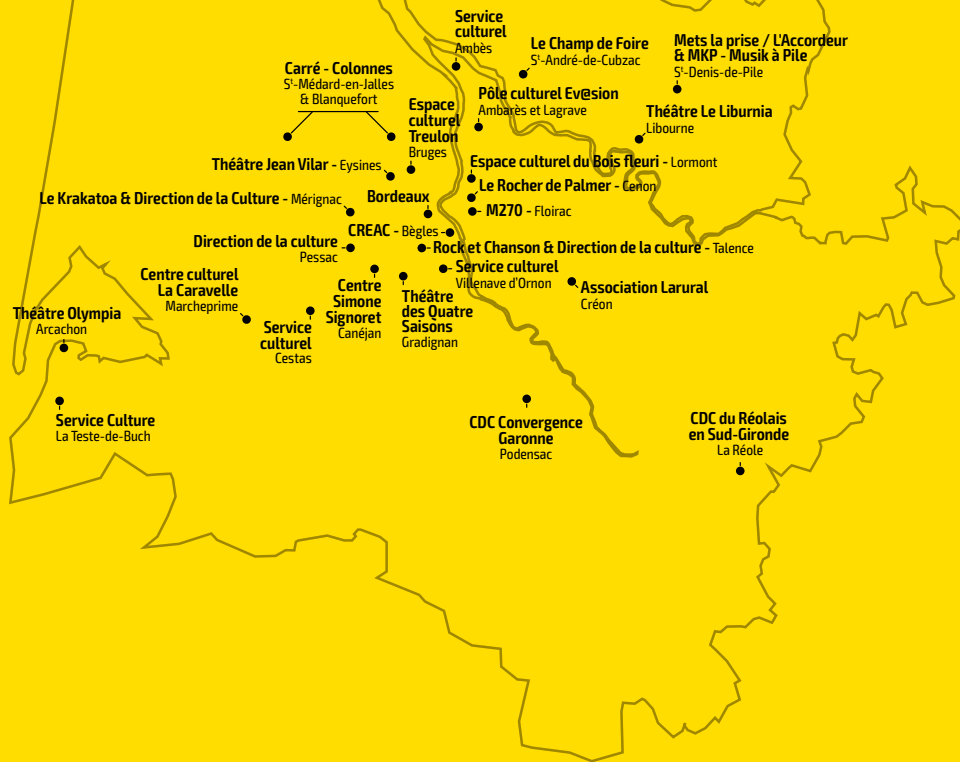 Service
culturel
Ambès
Le Champ de Foire
Sᵗ-André-de-Cubzac
Mets la prise / L'Accordeur
& MKP - Musik à Pile
Sᵗ-Denis-de-Pile
Carré - Colonnes
Sᵗ-Médard-en-Jalles
& Blanquefort
Pôle culturel Ev@sion
Ambarès et Lagrave
Espace
culturel
Treulon
Bruges
Théâtre Le Liburnia
Libourne
Théâtre Jean Vilar - Eysines
Espace culturel du Bois fleuri - Lormont
Le Rocher de Palmer - Cenon
Le Krakatoa & Direction de la Culture - Mérignac
Bordeaux
M270 - Floirac
CREAC - Bègles
Direction de la culture -
Pessac
Rock et Chanson & Direction de la culture - Talence
Service culturel
Villenave d'Ornon
Centre culturel
La Caravelle
Marcheprime
Centre
Simone
Signoret
Canéjan
Théâtre
des Quatre
Saisons
Gradignan
Association Larural
Créon
Théâtre Olympia
Arcachon
Service
culturel
Cestas
Service Culture
La Teste-de-Buch
CDC Convergence
Garonne
Podensac
CDC du Réolais
en Sud-Gironde
La Réole